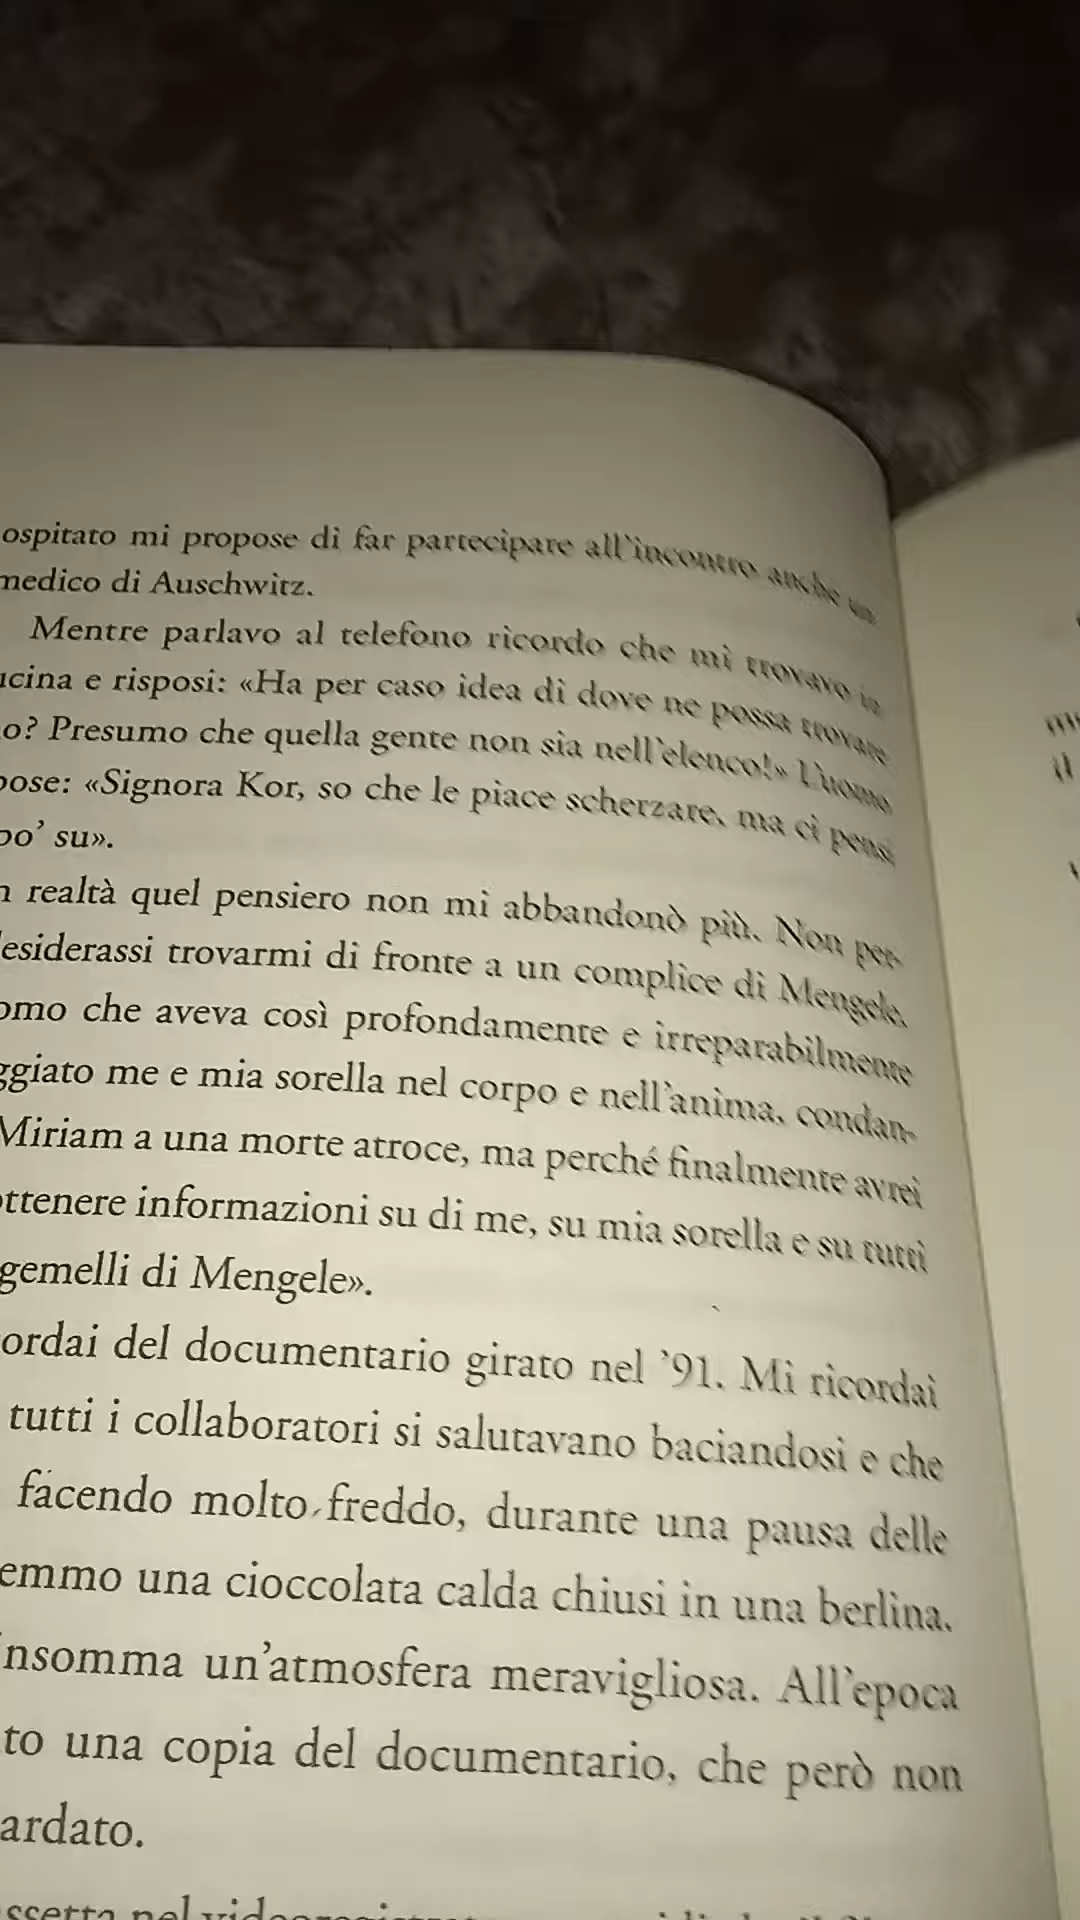 ospitato mi propose di far partecipare all'incontro anche un
medico di Auschwitz.
Mentre parlavo al telefono ricordo che mi trovavo in
ucina e risposi: «Ha per caso idea di dove ne possa trovare
o? Presumo che quella gente non sia nell'elenco!» L'uomo
pose: «Signora Kor, so che le piace scherzare, ma ci pensi
po' su».
n realtà quel pensiero non mi abbandonò più. Non per-
desiderassi trovarmi di fronte a un complice di Mengele,
omo che aveva così profondamente e irreparabilmente
ggiato me e mia sorella nel corpo e nell'anima, condan-
Miriam a una morte atroce, ma perché finalmente avrei
ottenere informazioni su di me, su mia sorella e su tutti
gemelli di Mengele».
ordai del documentario girato nel '91. Mi ricordai
tutti i collaboratori si salutavano baciandosi e che
facendo molto freddo, durante una pausa delle
emmo una cioccolata calda chiusi in una berlina.
insomma un'atmosfera meravigliosa. All'epoca
to una copia del documentario, che però non
ardato.
ssetta nel